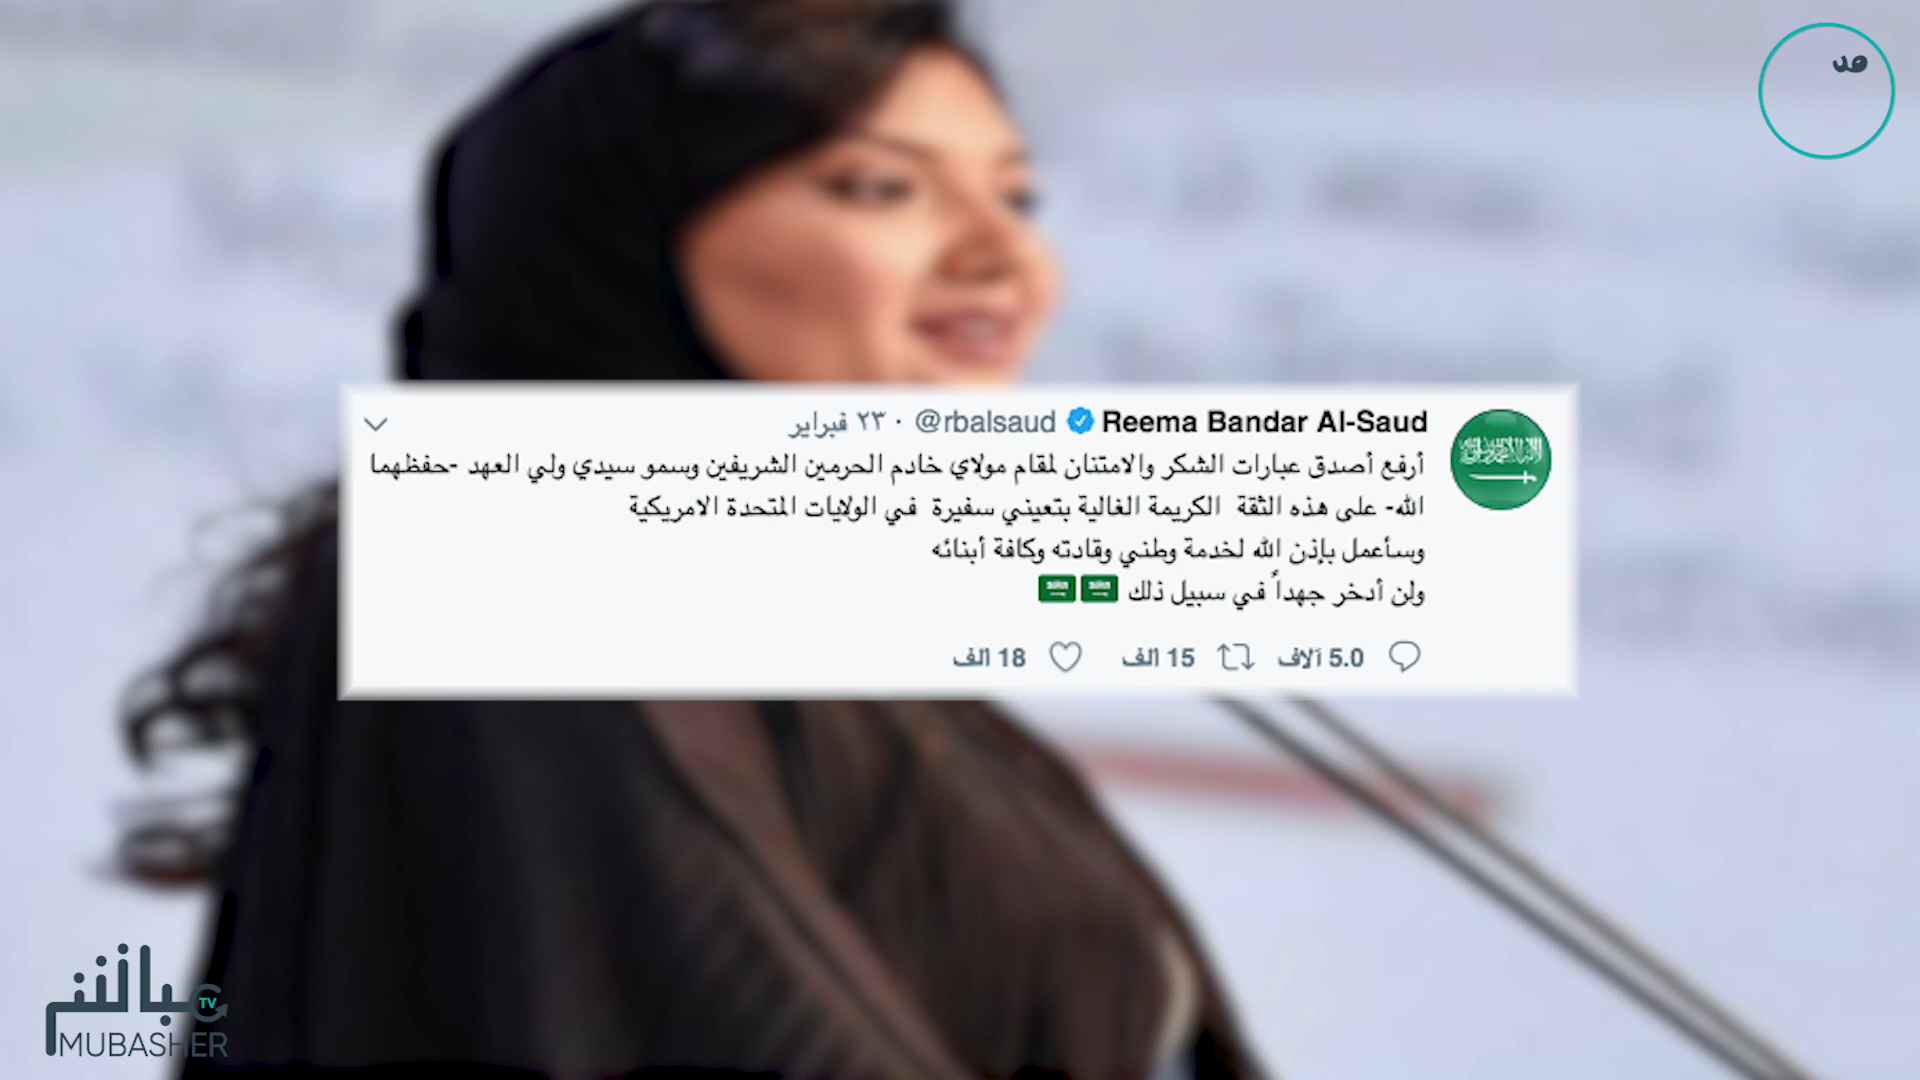 صد
Reema Bandar Al-Saud @rbalsaud · ٢٣ فبراير
أرفع أصدق عبارات الشكر والامتنان لمقام مولاي خادم الحرمين الشريفين وسمو سيدي ولي العهد -حفظهما
الله- على هذه الثقة الكريمة الغالية بتعيني سفيرة في الولايات المتحدة الامريكية
وسأعمل بإذن الله لخدمة وطني وقادته وكافة أبنائه
ولن أدخر جهداً في سبيل ذلك 🇸🇦🇸🇦
5.0 آلاف 15 ألف 18 ألف
مباشر TV
MUBASHER